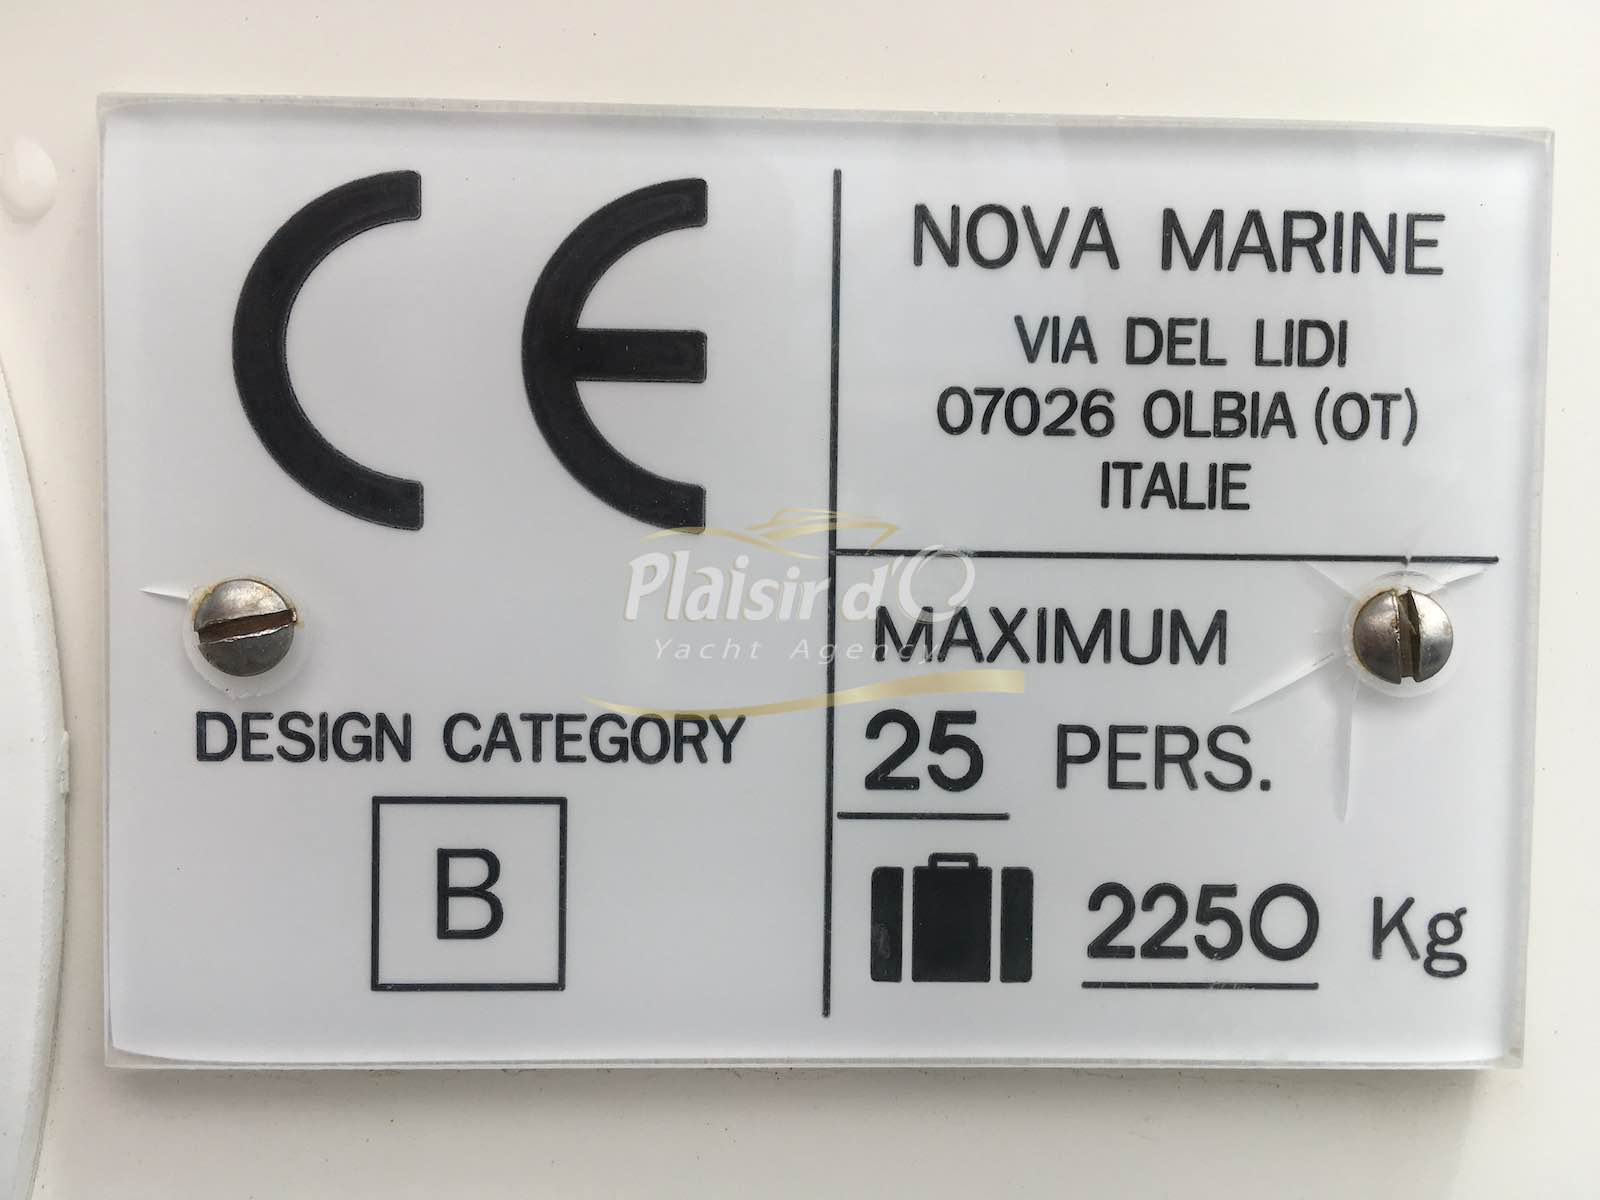 CE
NOVA MARINE
VIA DEL LIDI
07026 OLBIA (OT)
ITALIE
Plaisir d'O
Yacht Agency
DESIGN CATEGORY
B
MAXIMUM
25 PERS.
2250 Kg